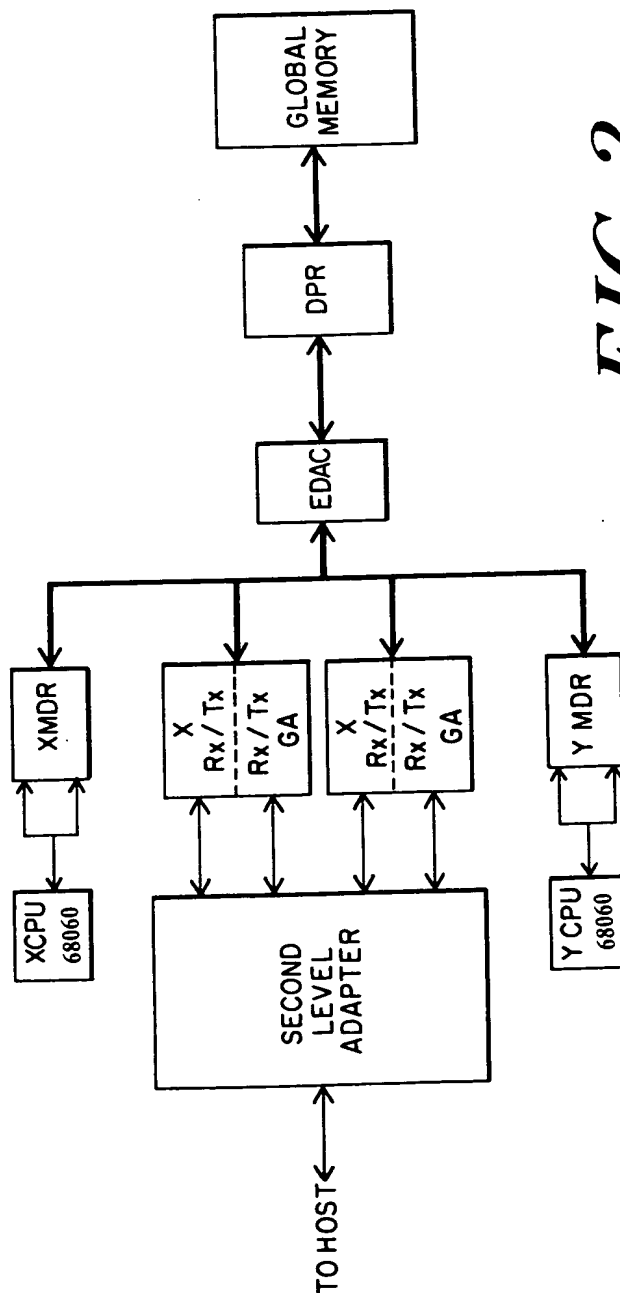 XCPU
68060
XMDR
TO HOST
SECOND
LEVEL
ADAPTER
X
Rx/Tx
Rx/Tx
GA
X
Rx/Tx
Rx/Tx
GA
EDAC
DPR
GLOBAL
MEMORY
Y CPU
68060
Y MDR
FIG 2